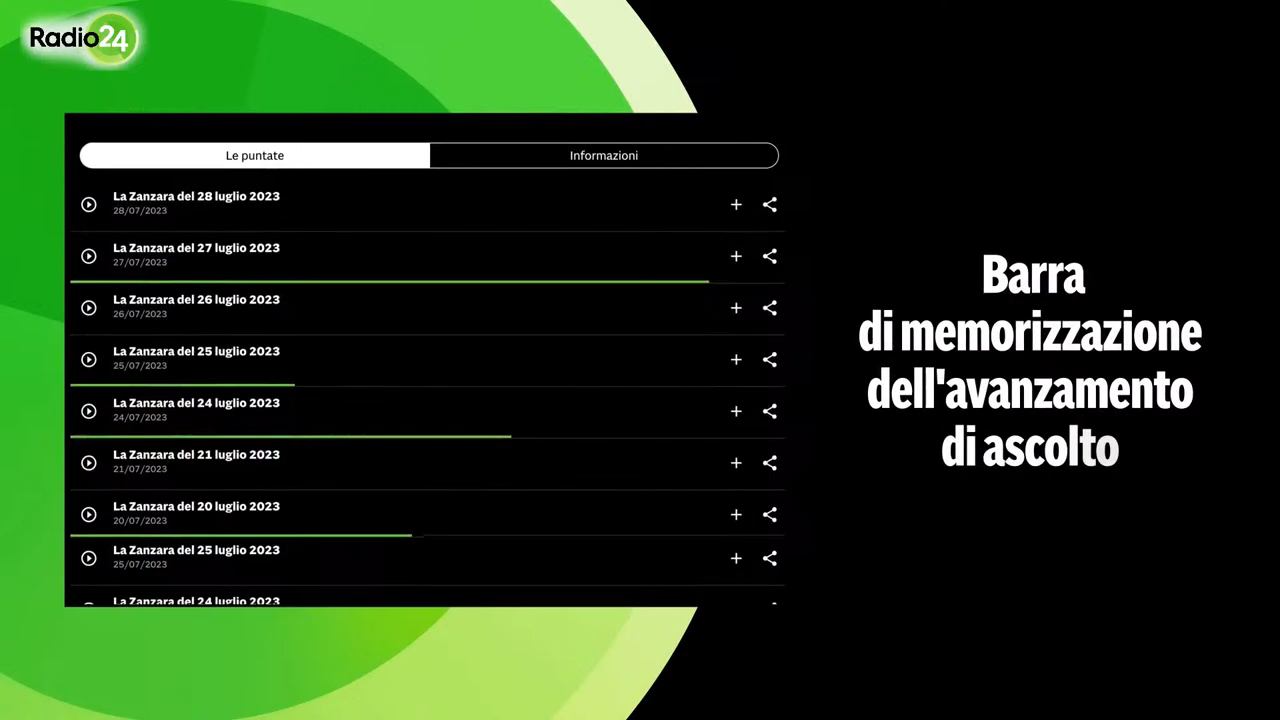 Radio24
Le puntate
Informazioni
La Zanzara del 28 luglio 2023
28/07/2023
La Zanzara del 27 luglio 2023
27/07/2023
La Zanzara del 26 luglio 2023
26/07/2023
La Zanzara del 25 luglio 2023
25/07/2023
La Zanzara del 24 luglio 2023
24/07/2023
La Zanzara del 21 luglio 2023
21/07/2023
La Zanzara del 20 luglio 2023
20/07/2023
La Zanzara del 25 luglio 2023
25/07/2023
La Zanzara del 24 luglio 2023
Barra
di memorizzazione
dell'avanzamento
di ascolto